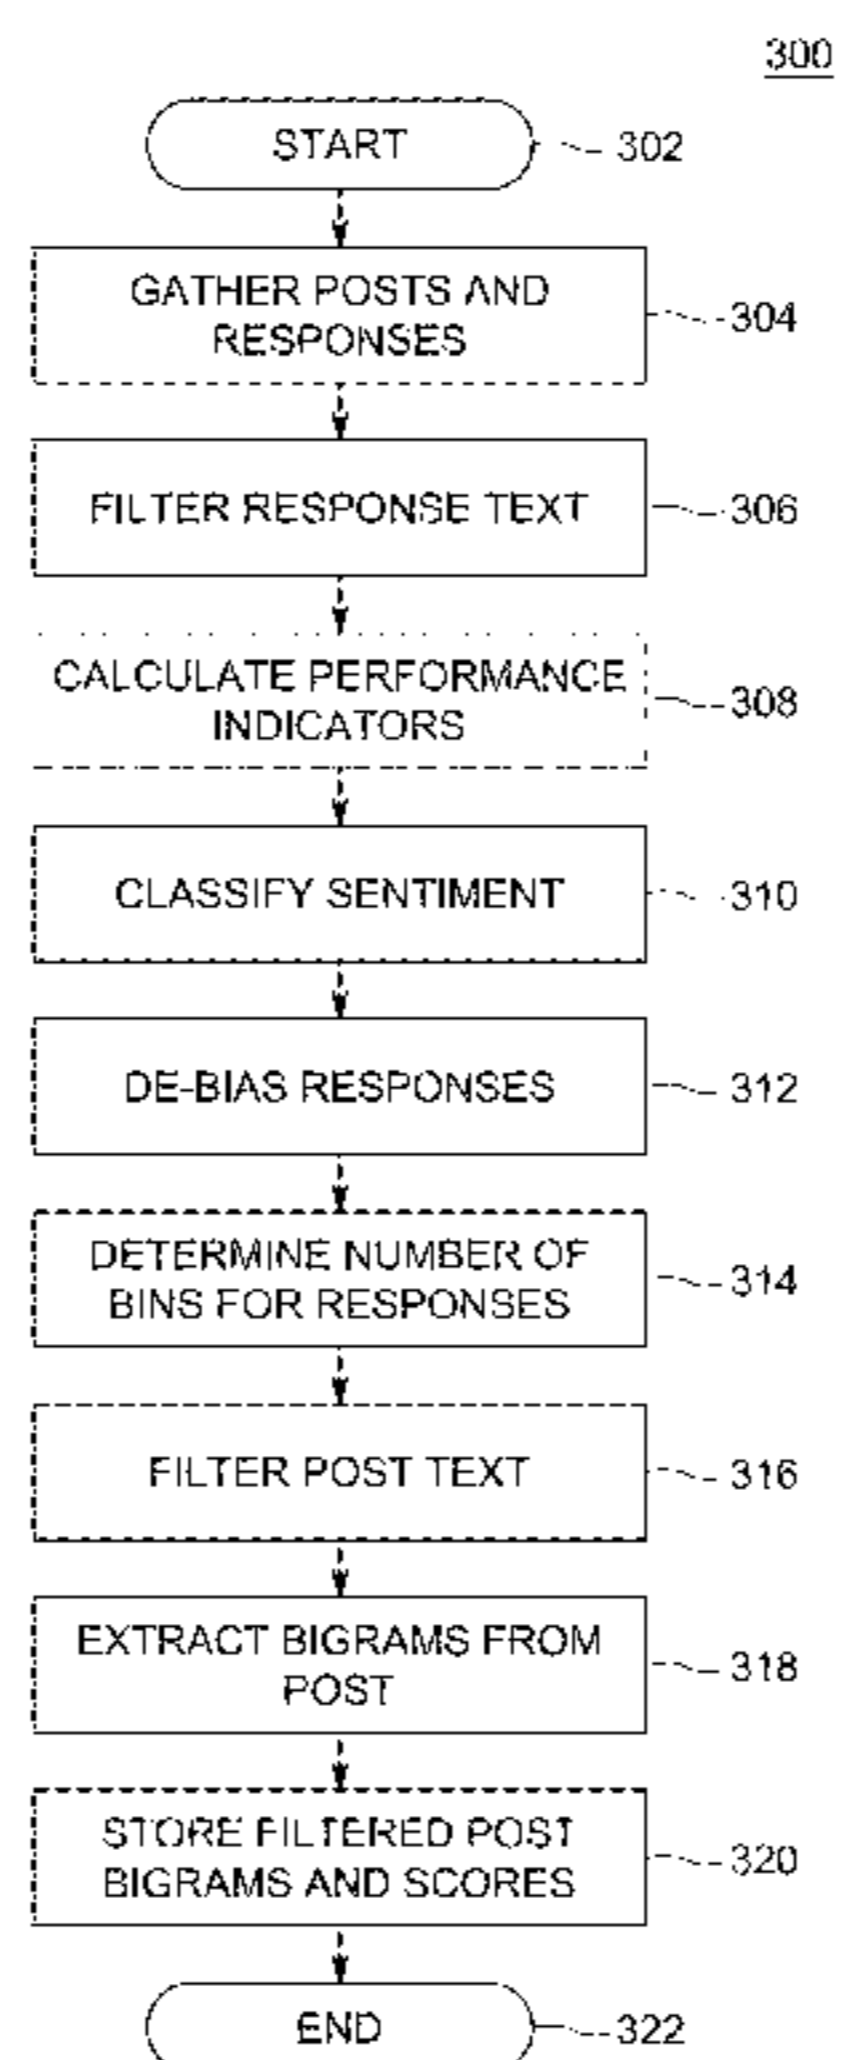 300
START
302
GATHER POSTS AND
RESPONSES
304
FILTER RESPONSE TEXT
306
CALCULATE PERFORMANCE
INDICATORS
308
CLASSIFY SENTIMENT
310
DE-BIAS RESPONSES
312
DETERMINE NUMBER OF
BINS FOR RESPONSES
314
FILTER POST TEXT
316
EXTRACT BIGRAMS FROM
POST
318
STORE FILTERED POST
BIGRAMS AND SCORES
320
END
322